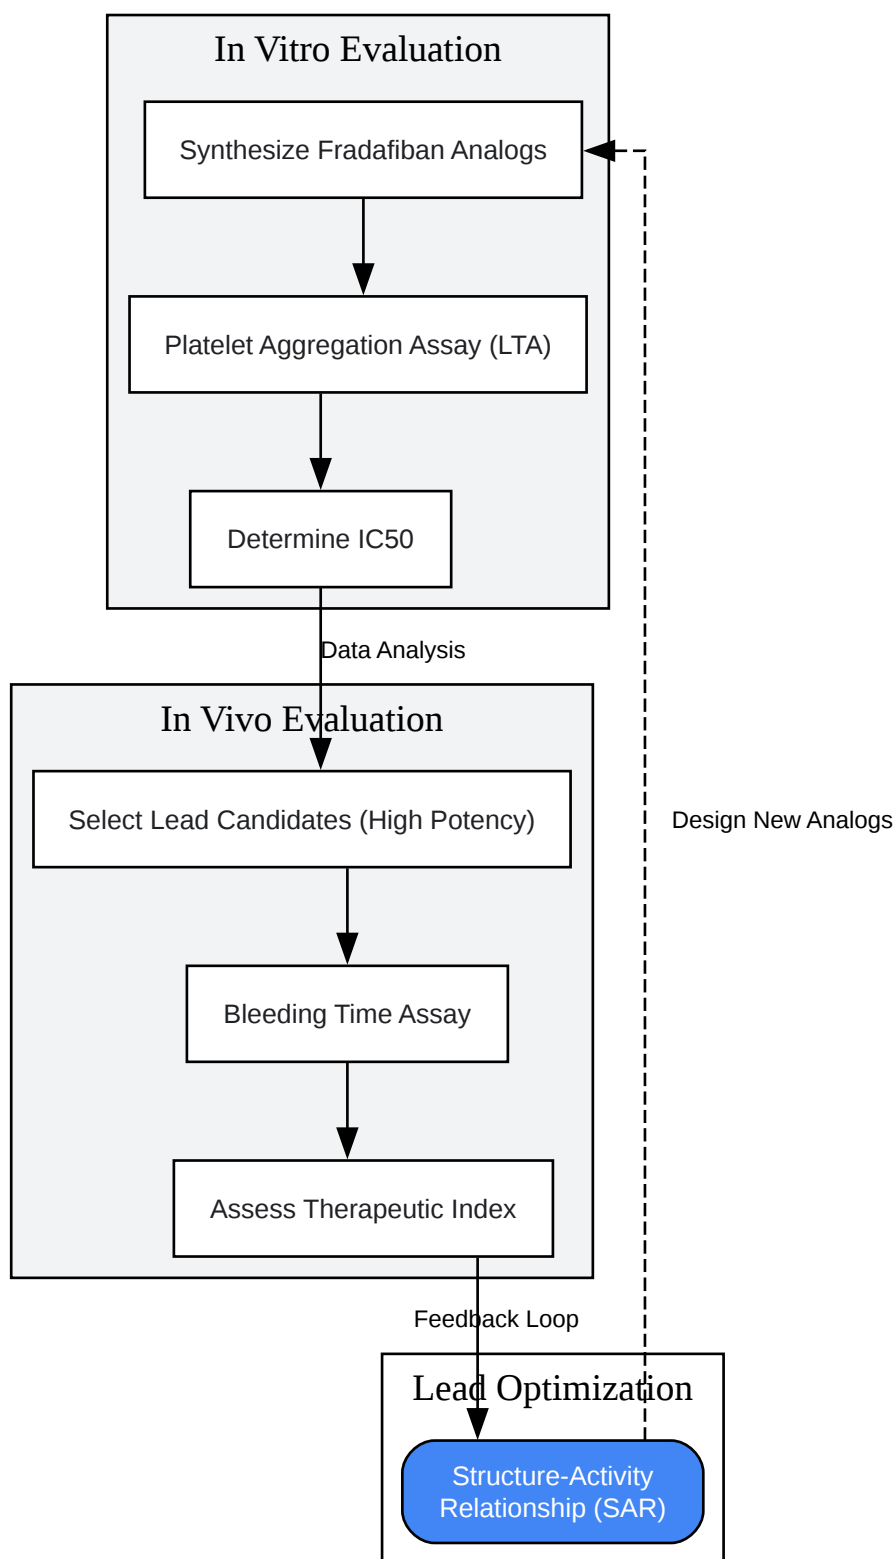 In Vitro Evaluation
Synthesize Fradafiban Analogs
Platelet Aggregation Assay (LTA)
Determine IC50
Data Analysis
In Vivo Evaluation
Select Lead Candidates (High Potency)
Design New Analogs
Bleeding Time Assay
Assess Therapeutic Index
Feedback Loop
Lead Optimization
Structure-Activity
Relationship (SAR)